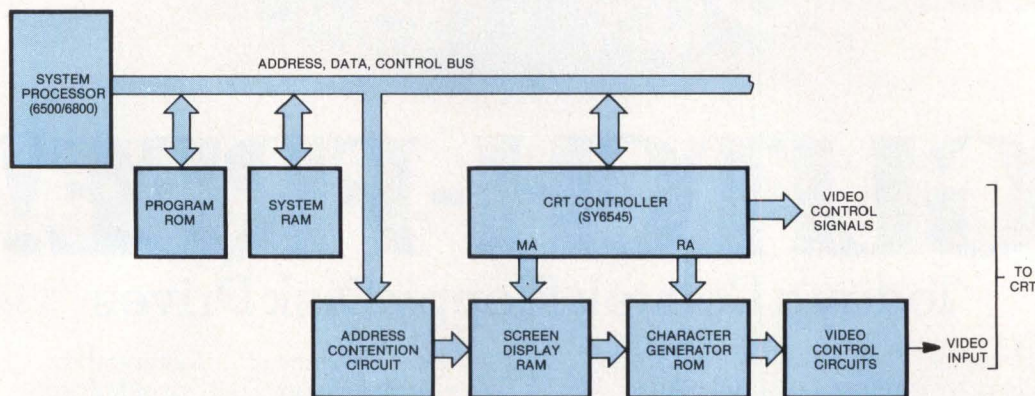 ADDRESS, DATA, CONTROL BUS
SYSTEM
PROCESSOR
(6500/6800)
PROGRAM
ROM
SYSTEM
RAM
CRT CONTROLLER
(SY6545)
MA
RA
VIDEO
CONTROL
SIGNALS
TO
CRT
ADDRESS
CONTENTION
CIRCUIT
SCREEN
DISPLAY
RAM
CHARACTER
GENERATOR
ROM
VIDEO
CONTROL
CIRCUITS
VIDEO
INPUT